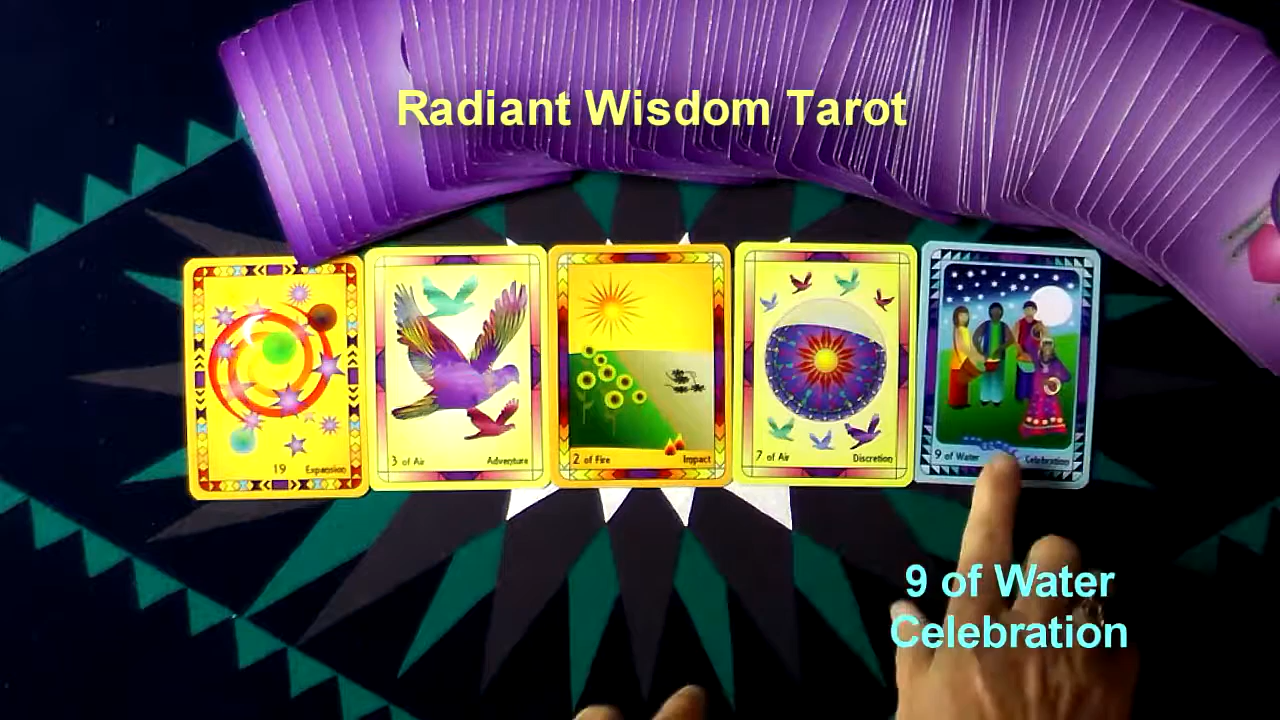 Radiant Wisdom Tarot
19 Expansion
3 of Air Adventure
2 of Fire Impact
7 of Air Discretion
9 of Water Celebration
9 of Water
Celebration